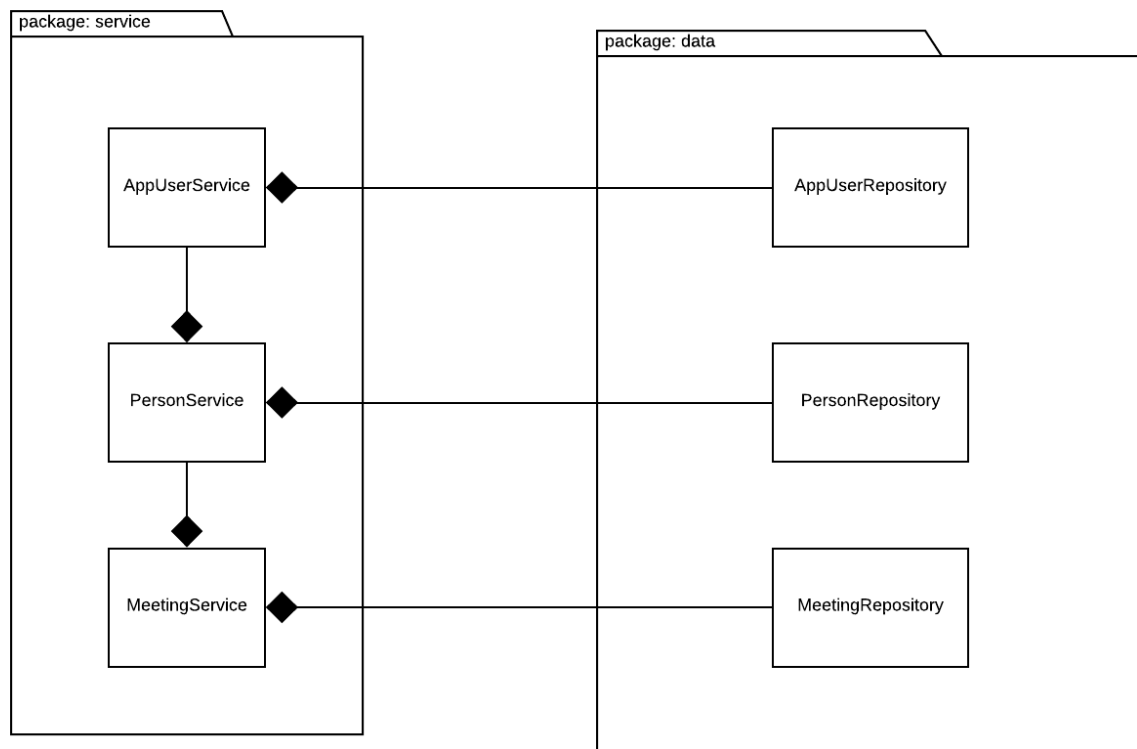 package: service
package: data
AppUserService
AppUserRepository
PersonService
PersonRepository
MeetingService
MeetingRepository